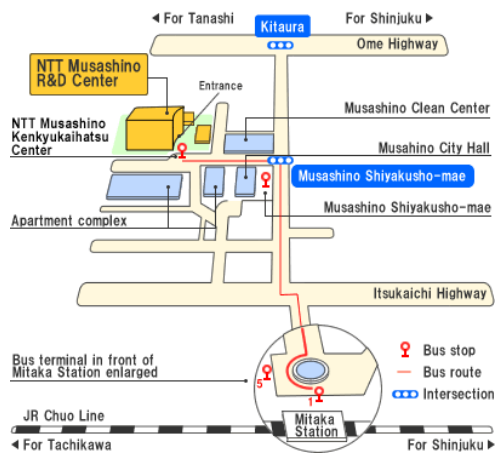 ◄ For Tanashi
Kitaura
For Shinjuku ►
Ome Highway
NTT Musashino
R&D Center
Entrance
NTT Musashino
Kenkyukaihatsu
Center
Musashino Clean Center
Musahino City Hall
Musashino Shiyakusho-mae
Musashino Shiyakusho-mae
Apartment complex
Itsukaichi Highway
Bus terminal in front of
Mitaka Station enlarged
5
1
Bus stop
Bus route
Intersection
JR Chuo Line
Mitaka
Station
◄ For Tachikawa
For Shinjuku ►